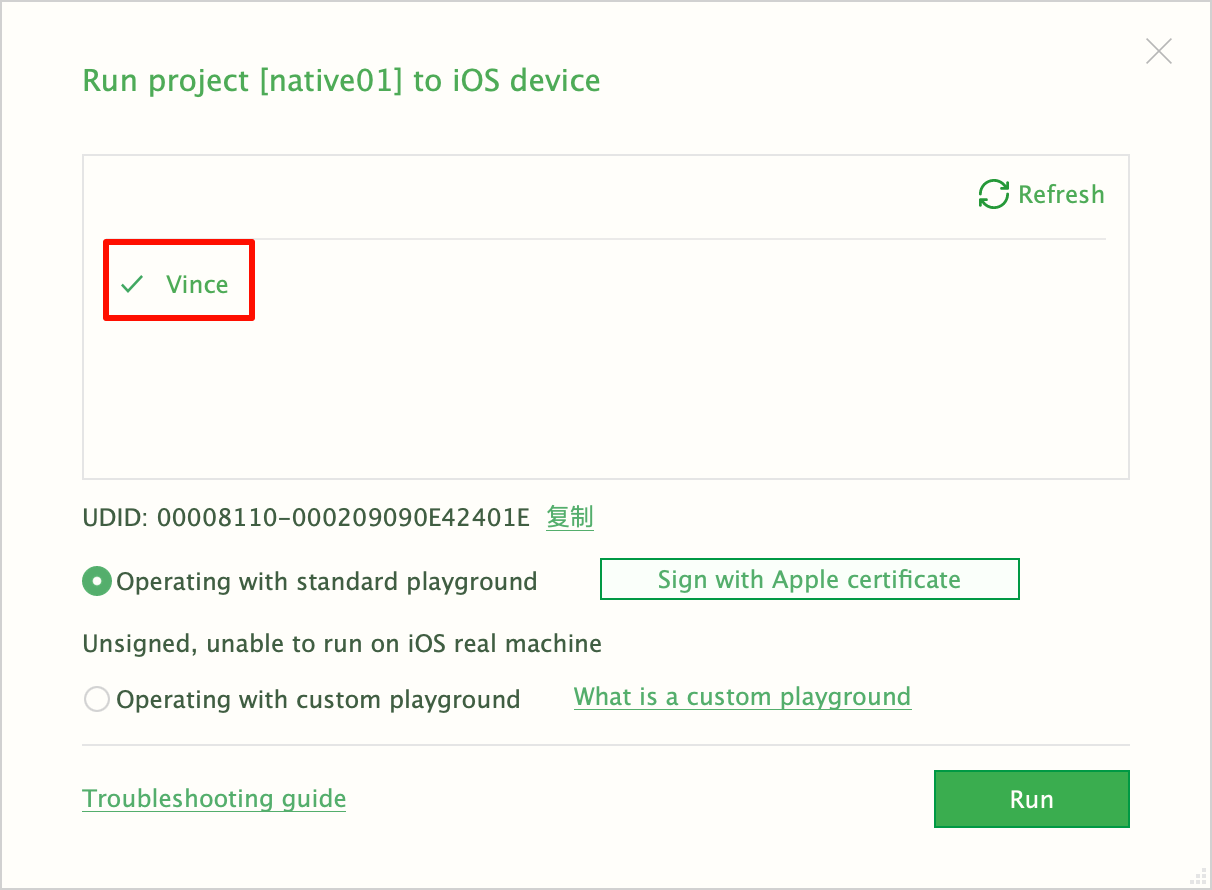 Run project [native01] to iOS device
Refresh
Vince
UDID: 00008110-000209090E42401E 复制
Operating with standard playground Sign with Apple certificate
Unsigned, unable to run on iOS real machine
Operating with custom playground What is a custom playground
Troubleshooting guide Run